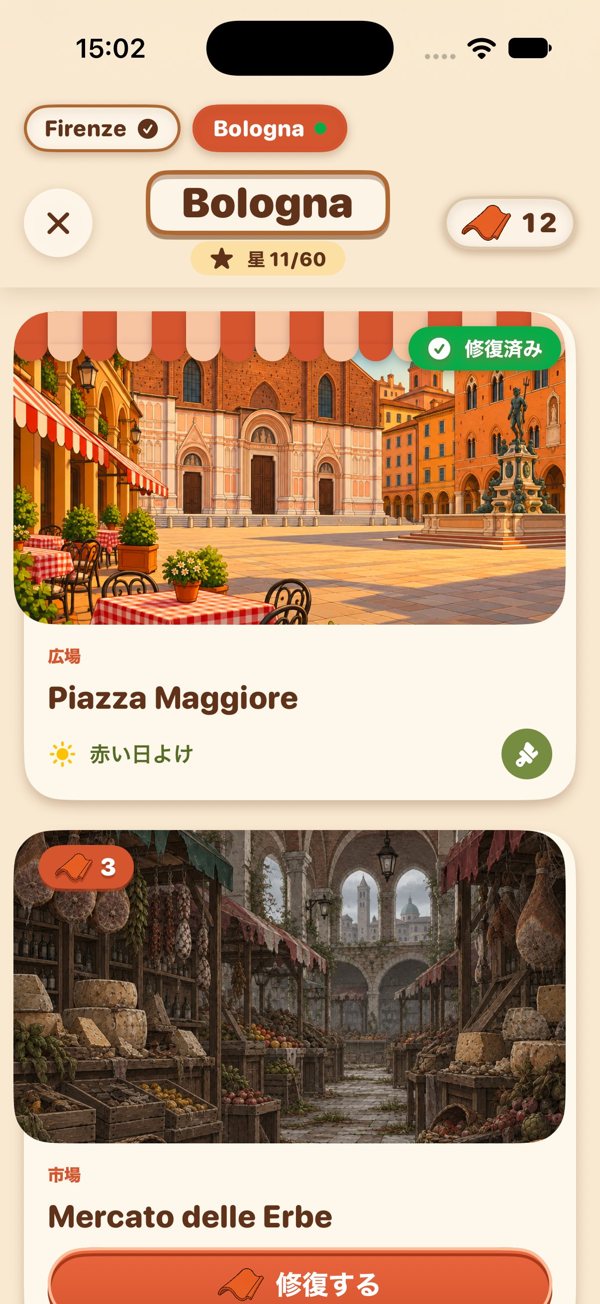 15:02
Firenze
Bologna
Bologna
12
星 11/60
修復済み
広場
Piazza Maggiore
赤い日よけ
3
市場
Mercato delle Erbe
修復する